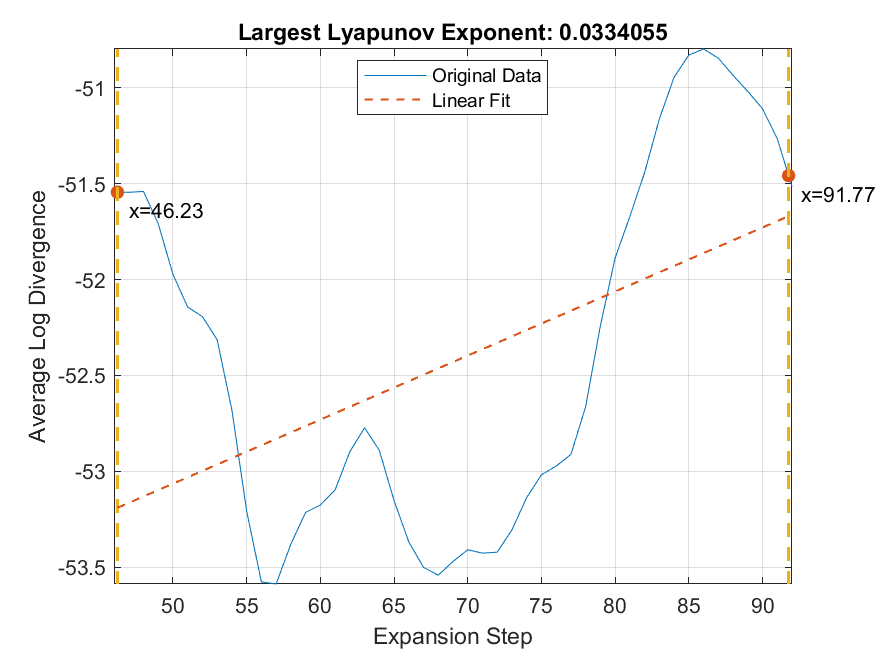 Largest Lyapunov Exponent: 0.0334055
Original Data
Linear Fit
-51
-51.5
-52
-52.5
-53
-53.5
Average Log Divergence
x=46.23
x=91.77
50 55 60 65 70 75 80 85 90
Expansion Step